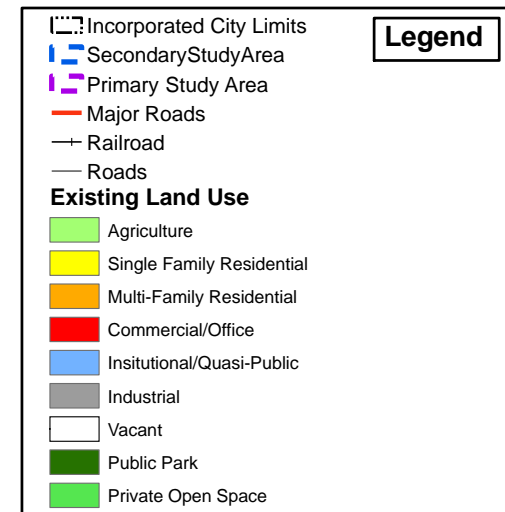 Legend
Incorporated City Limits
SecondaryStudyArea
Primary Study Area
Major Roads
Railroad
Roads
Existing Land Use
Agriculture
Single Family Residential
Multi-Family Residential
Commercial/Office
Insitutional/Quasi-Public
Industrial
Vacant
Public Park
Private Open Space